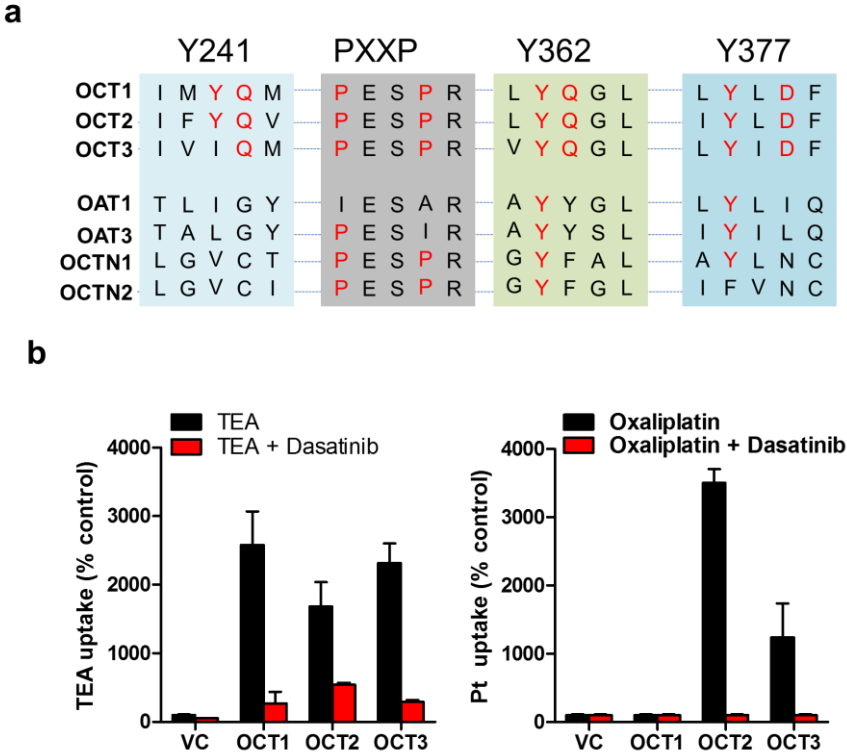 a
Y241 PXXP Y362 Y377
OCT1 I M Y Q M P E S P R L Y Q G L L Y L D F
OCT2 I F Y Q V P E S P R L Y Q G L I Y L D F
OCT3 I V I Q M P E S P R V Y Q G L L Y I D F
OAT1 T L I G Y I E S A R A Y Y G L L Y L I Q
OAT3 T A L G Y P E S I R A Y Y S L I Y I L Q
OCTN1 L G V C T P E S P R G Y F A L A Y L N C
OCTN2 L G V C I P E S P R G Y F G L I F V N C
b
TEA
TEA + Dasatinib
TEA uptake (% control)
4000
3000
2000
1000
0
VC OCT1 OCT2 OCT3
Oxaliplatin
Oxaliplatin + Dasatinib
Pt uptake (% control)
4000
3000
2000
1000
0
VC OCT1 OCT2 OCT3